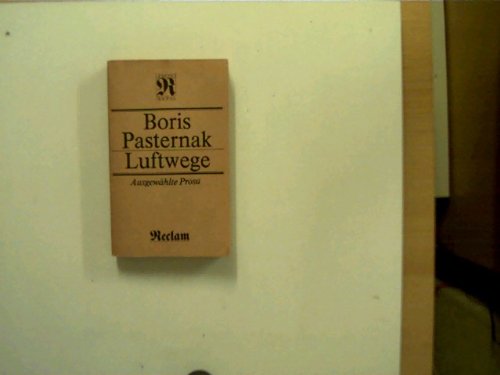 Boris
Pasternak
Luftwege
Ausgewählte Prosa
Reclam